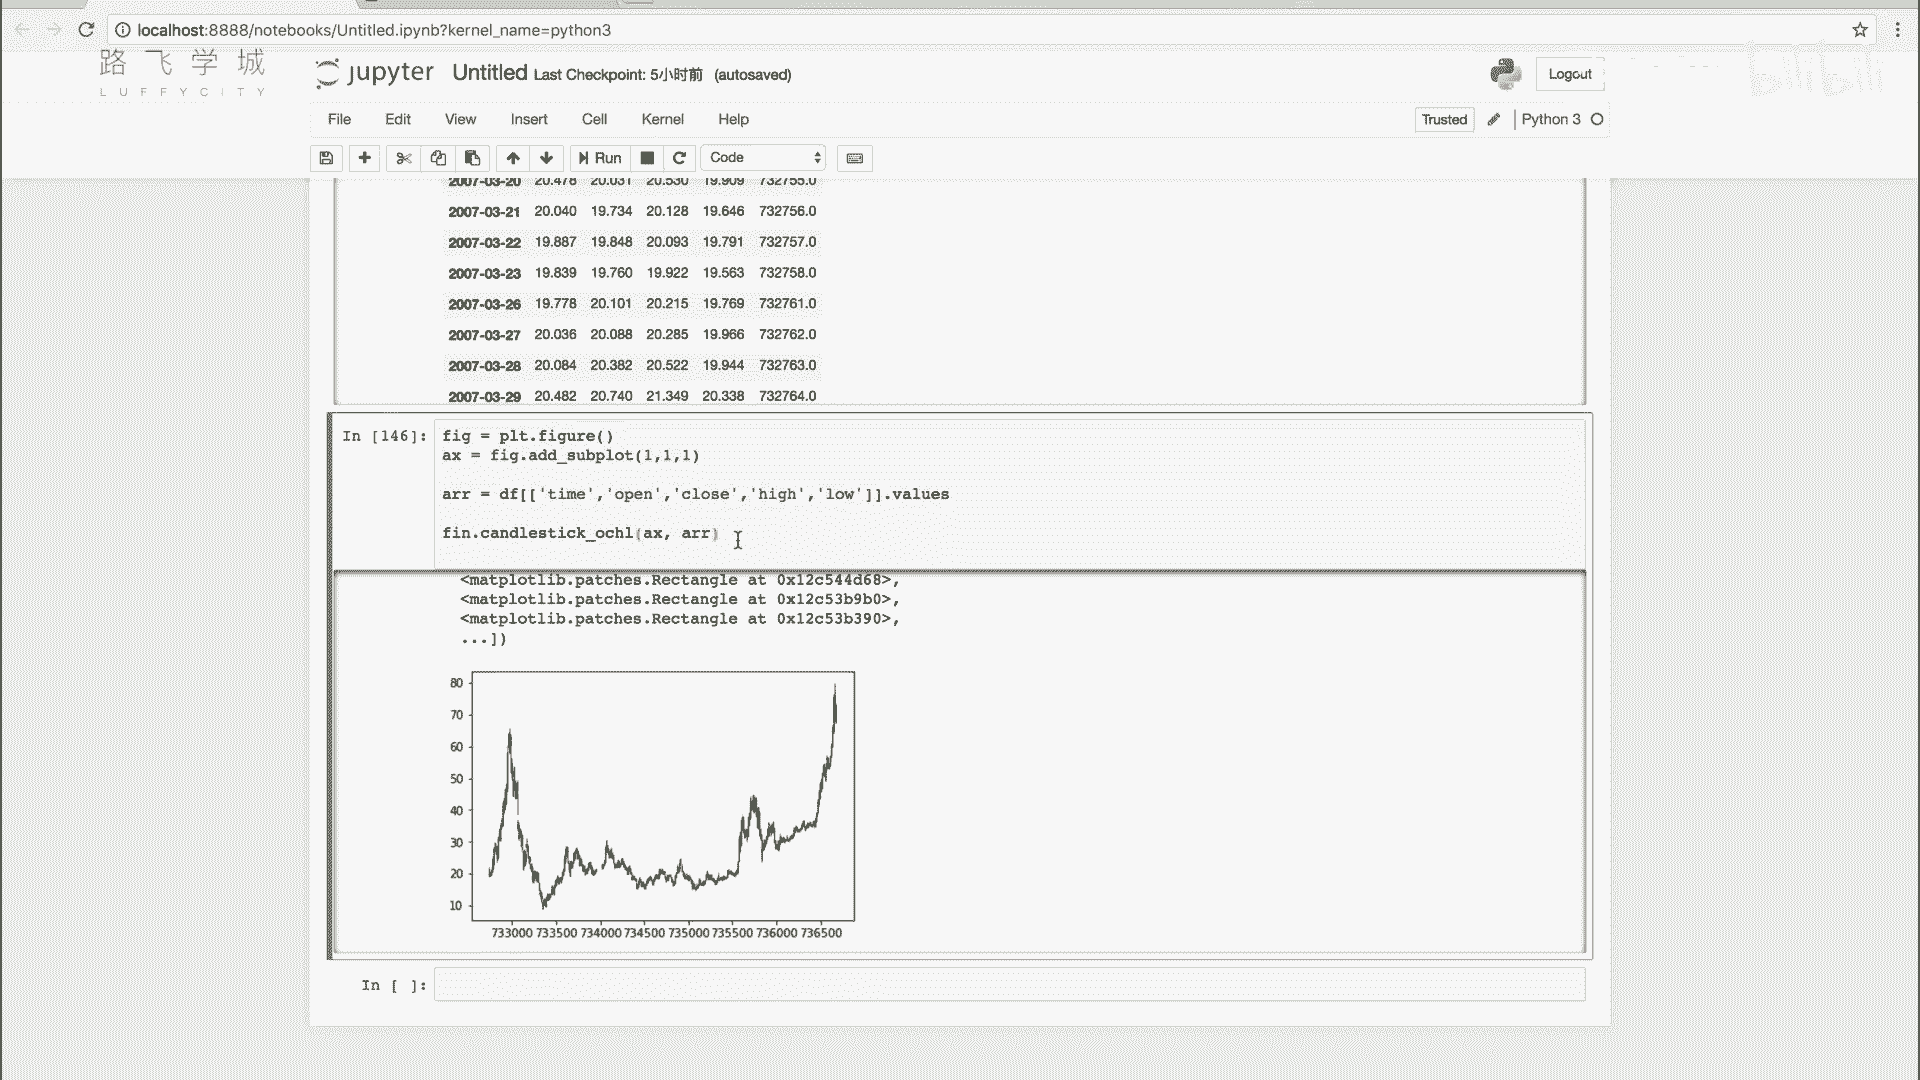 localhost:8888/notebooks/Untitled.ipynb?kernel_name=python3
路飞学城
LUFFYCITY
bilibili
jupyter Untitled Last Checkpoint: 5小时前 (autosaved)
Logout
File Edit View Insert Cell Kernel Help
Trusted Python 3
Run Code
2007-03-20 20.478 20.031 20.530 19.909 732755.0
2007-03-21 20.040 19.734 20.128 19.646 732756.0
2007-03-22 19.887 19.848 20.093 19.791 732757.0
2007-03-23 19.839 19.760 19.922 19.563 732758.0
2007-03-26 19.778 20.101 20.215 19.769 732761.0
2007-03-27 20.036 20.088 20.285 19.966 732762.0
2007-03-28 20.084 20.382 20.522 19.944 732763.0
2007-03-29 20.482 20.740 21.349 20.338 732764.0
In [146]: fig = plt.figure()
ax = fig.add_subplot(1,1,1)
arr = df[['time','open','close','high','low']].values
fin.candlestick_ochl(ax, arr)
<matplotlib.patches.Rectangle at 0x12c544d68>,
<matplotlib.patches.Rectangle at 0x12c53b9b0>,
<matplotlib.patches.Rectangle at 0x12c53b390>,
...])
80
70
60
50
40
30
20
10
733000 733500 734000 734500 735000 735500 736000 736500
In [ ]: